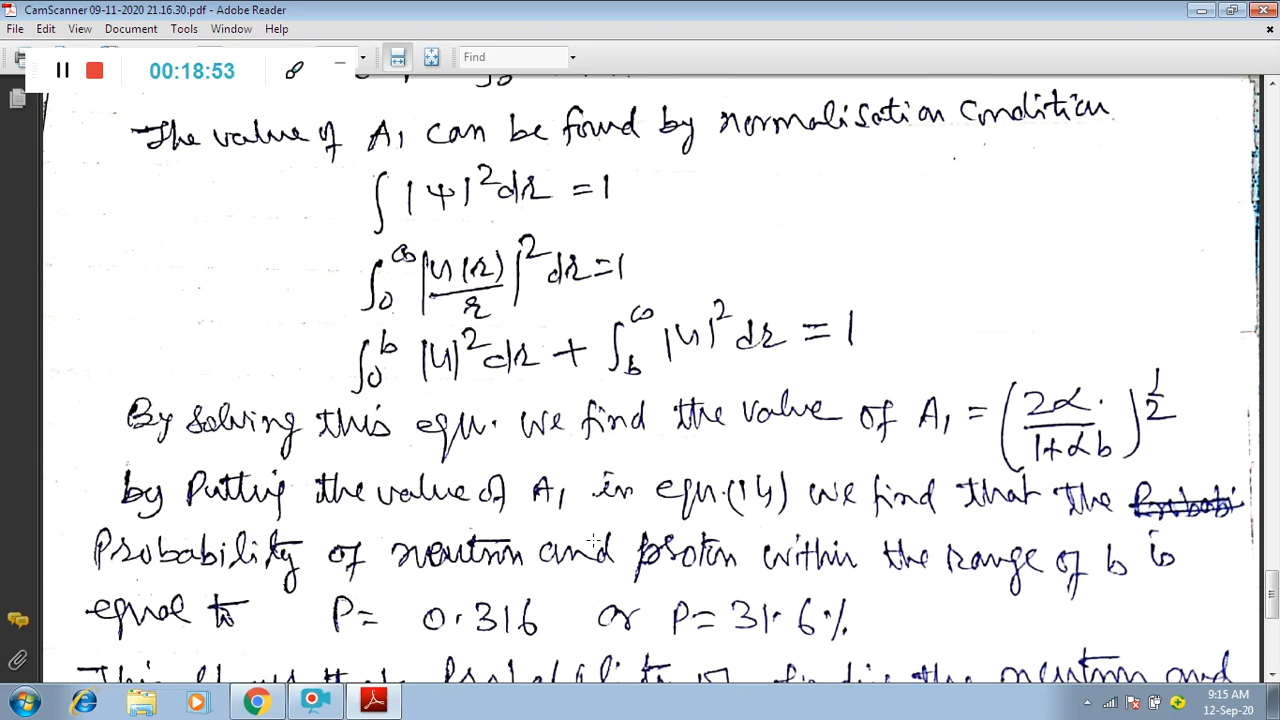 CamScanner 09-11-2020 21.16.30.pdf - Adobe Reader
File Edit View Document Tools Window Help
00:18:53
Find
The value of A₁ can be found by normalisation Condition
∫ |ψ|² dr = 1
∫₀^∞ |u(r)/r|² dr = 1
∫₀^b |u|² dr + ∫_b^∞ |u|² dr = 1
By solving this equ. we find the value of A₁ = (2α/1+αb)^1/2
by Putting the value of A₁ in equ.(14) we find that the
Probability of neutron and proton within the range of b is
equal to P = 0.316 or P = 31.6%
neutron and
9:15 AM
12-Sep-20